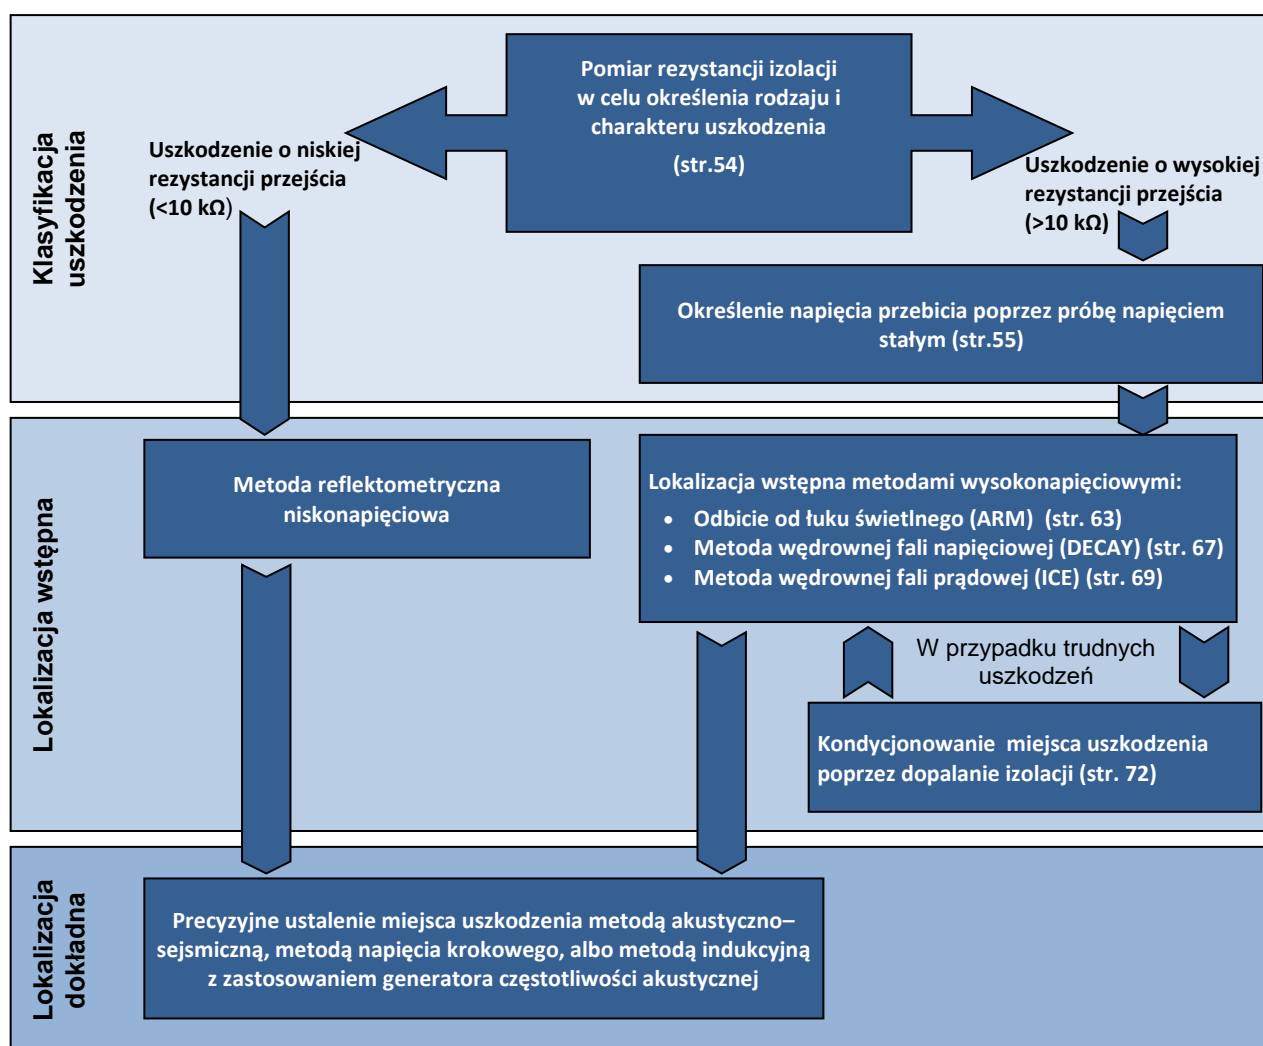 Klasyfikacja
uszkodzenia
Pomiar rezystancji izolacji
w celu określenia rodzaju i
charakteru uszkodzenia
(str.54)
Uszkodzenie o niskiej
rezystancji przejścia
(<10 kΩ)
Uszkodzenie o wysokiej
rezystancji przejścia
(>10 kΩ)
Określenie napięcia przebicia poprzez próbę napięciem
stałym (str.55)
Lokalizacja wstępna
Metoda reflektometryczna
niskonapięciowa
Lokalizacja wstępna metodami wysokonapięciowymi:
• Odbicie od łuku świetlnego (ARM) (str. 63)
• Metoda wędrownej fali napięciowej (DECAY) (str. 67)
• Metoda wędrownej fali prądowej (ICE) (str. 69)
W przypadku trudnych
uszkodzeń
Kondycjonowanie miejsca uszkodzenia
poprzez dopalanie izolacji (str. 72)
Lokalizacja
dokładna
Precyzyjne ustalenie miejsca uszkodzenia metodą akustyczno–
sejsmiczną, metodą napięcia krokowego, albo metodą indukcyjną
z zastosowaniem generatora częstotliwości akustycznej